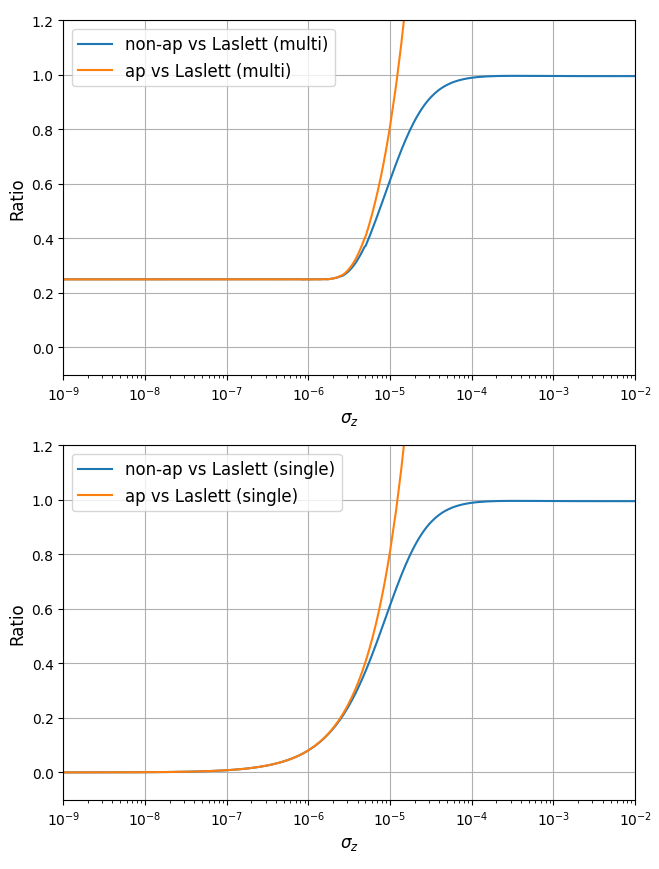 1.2
1.0
0.8
0.6
0.4
0.2
0.0
Ratio
non-ap vs Laslett (multi)
ap vs Laslett (multi)
10⁻⁹ 10⁻⁸ 10⁻⁷ 10⁻⁶ 10⁻⁵ 10⁻⁴ 10⁻³ 10⁻²
σ_z
1.2
1.0
0.8
0.6
0.4
0.2
0.0
Ratio
non-ap vs Laslett (single)
ap vs Laslett (single)
10⁻⁹ 10⁻⁸ 10⁻⁷ 10⁻⁶ 10⁻⁵ 10⁻⁴ 10⁻³ 10⁻²
σ_z